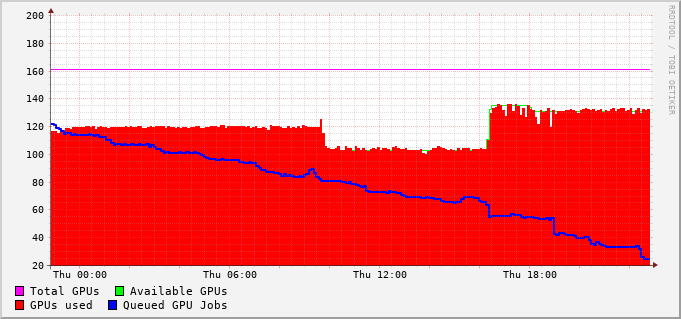 200
180
160
140
120
100
80
60
40
20
Thu 00:00 Thu 06:00 Thu 12:00 Thu 18:00
Total GPUs Available GPUs
GPUs used Queued GPU Jobs
RRDTOOL / TOBI OETIKER